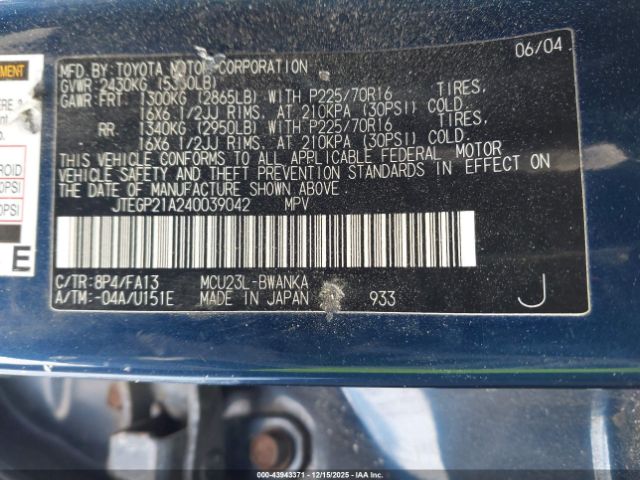 06/04
MFD. BY: TOYOTA MOTOR CORPORATION
GVWR: 2430KG (5350LB)
GAWR: FRT. 1300KG (2865LB) WITH P225/70R16 TIRES,
16X6 1/2JJ RIMS, AT 210KPA (30PSI) COLD.
RR. 1340KG (2950LB) WITH P225/70R16 TIRES,
16X6 1/2JJ RIMS, AT 210KPA (30PSI) COLD.
THIS VEHICLE CONFORMS TO ALL APPLICABLE FEDERAL MOTOR
VEHICLE SAFETY AND THEFT PREVENTION STANDARDS IN EFFECT ON
THE DATE OF MANUFACTURE SHOWN ABOVE.
JTEGP21A240039042 MPV
C/TR: 8P4/FA13 MCU23L-BWANKA
A/TM: -04A/U151E MADE IN JAPAN 933 J
E
00-43943371 - 12/15/2025 - IAA Inc.